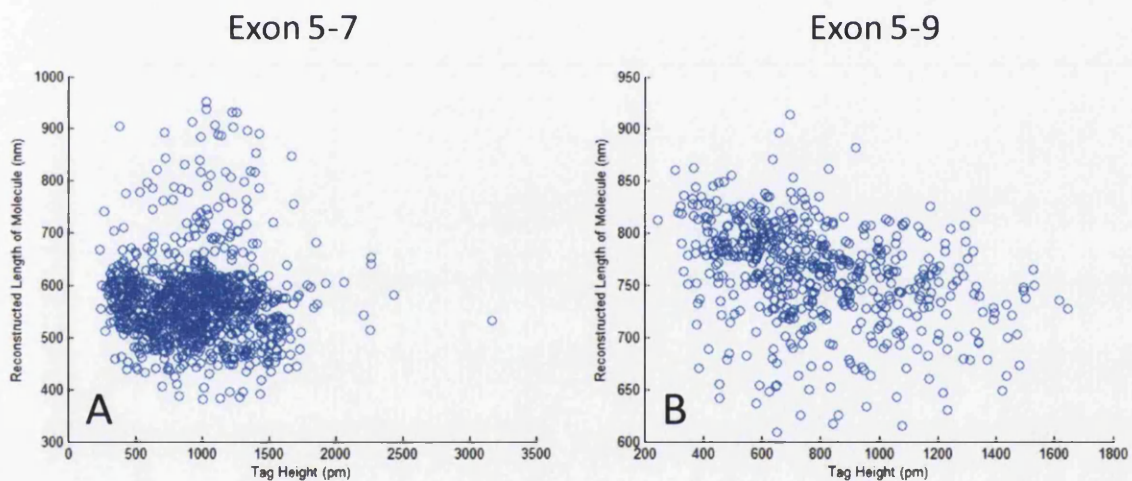 Exon 5-7
Exon 5-9
1000
900
800
700
600
500
400
300
Reconstructed Length of Molecule (nm)
A
0 500 1000 1500 2000 2500 3000 3500
Tag Height (pm)
950
900
850
800
750
700
650
600
Reconstructed Length of Molecule (nm)
B
200 400 600 800 1000 1200 1400 1600 1800
Tag Height (pm)